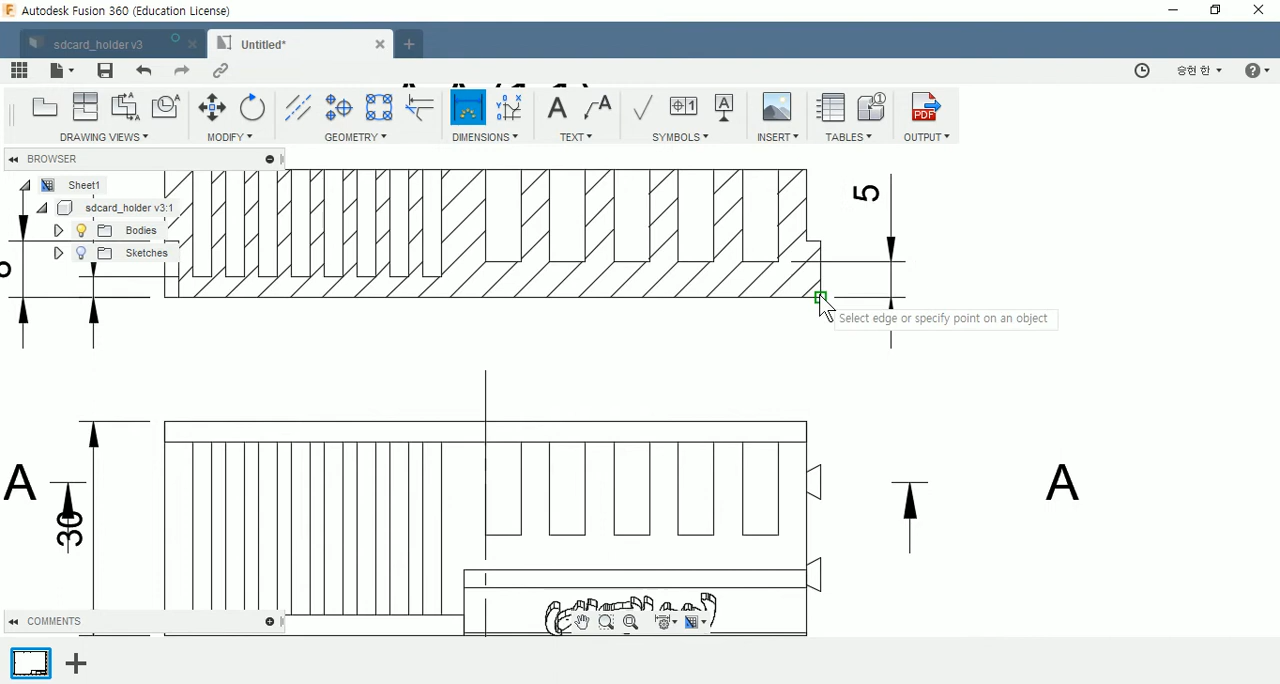 Autodesk Fusion 360 (Education License)
sdcard_holder v3
Untitled*
승현 한
DRAWING VIEWS
MODIFY
GEOMETRY
DIMENSIONS
TEXT
SYMBOLS
INSERT
TABLES
OUTPUT
PDF
BROWSER
Sheet1
sdcard_holder v3:1
Bodies
Sketches
5
Select edge or specify point on an object
A
A
30
COMMENTS